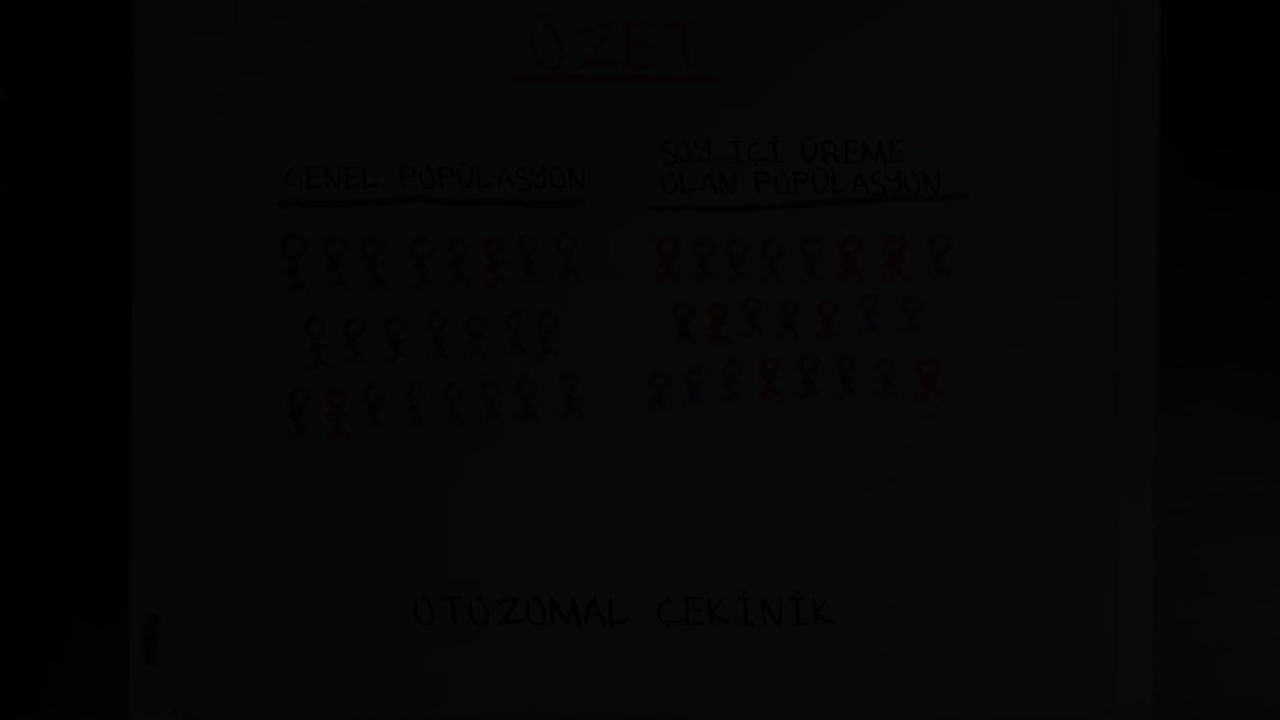 ÖZET
GENEL POPÜLASYON
SOY İÇİ ÜREME
OLAN POPÜLASYON
OTOZOMAL ÇEKİNİK